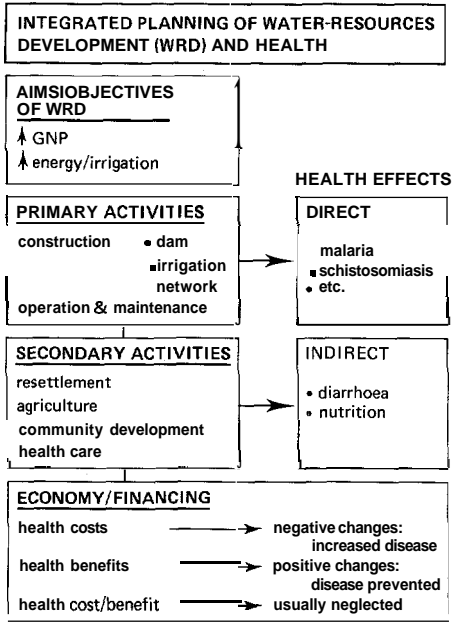 INTEGRATED PLANNING OF WATER-RESOURCES
DEVELOPMENT (WRD) AND HEALTH
AIMSIOBJECTIVES
OF WRD
GNP
energy/irrigation
HEALTH EFFECTS
PRIMARY ACTIVITIES
construction • dam
▪irrigation
network
operation & maintenance
DIRECT
malaria
▪ schistosomiasis
• etc.
SECONDARY ACTIVITIES
resettlement
agriculture
community development
health care
INDIRECT
• diarrhoea
• nutrition
ECONOMY/FINANCING
health costs negative changes:
increased disease
health benefits positive changes:
disease prevented
health cost/benefit usually neglected